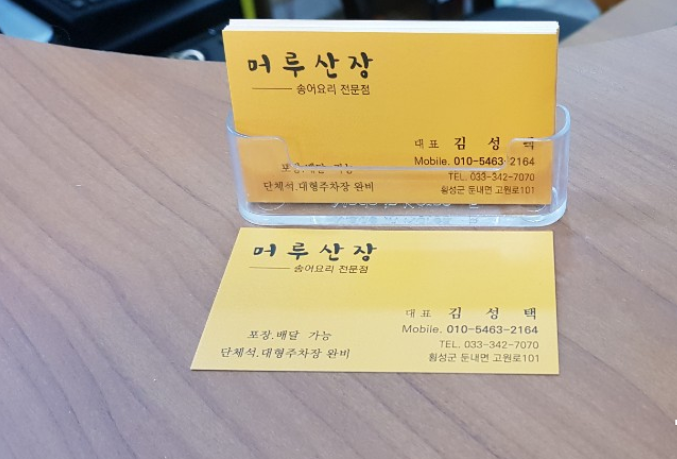 머루산장
송어요리 전문점
대표 김성택
Mobile. 010-5463-2164
포장.배달 가능
TEL. 033-342-7070
단체석.대형주차장 완비
횡성군 둔내면 고원로101
머루산장
송어요리 전문점
대표 김성택
Mobile. 010-5463-2164
포장.배달 가능
TEL. 033-342-7070
단체석.대형주차장 완비
횡성군 둔내면 고원로101